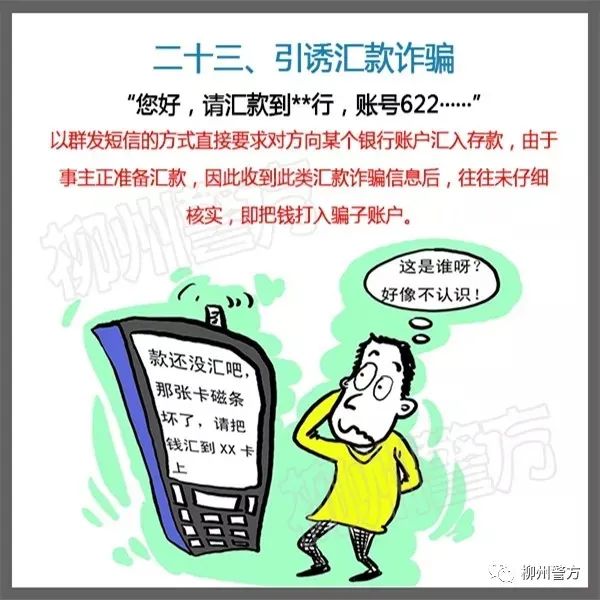 二十三、引诱汇款诈骗
“您好，请汇款到**行，账号622······”
以群发短信的方式直接要求对方向某个银行账户汇入存款，由于
事主正准备汇款，因此收到此类汇款诈骗信息后，往往未仔细
核实，即把钱打入骗子账户。
柳州警方
这是谁呀？
好像不认识！
款还没汇吧，
那张卡磁条
坏了，请把
钱汇到 XX 卡
上
柳州警方
柳州警方